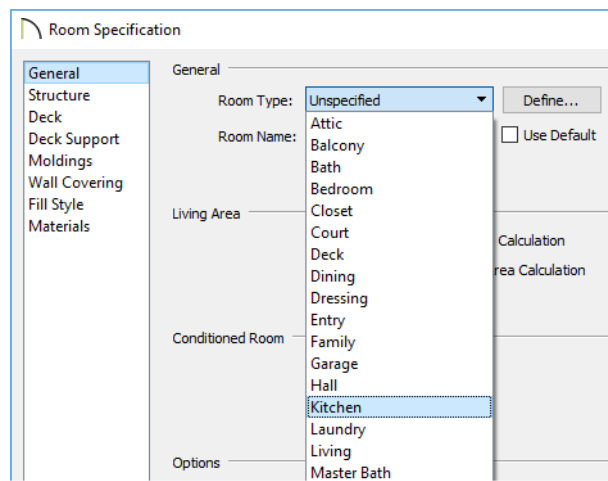 Room Specification
General
Structure
Deck
Deck Support
Moldings
Wall Covering
Fill Style
Materials
General
Room Type: Unspecified Define...
Room Name: Use Default
Attic
Balcony
Bath
Bedroom
Closet
Court
Deck
Dining
Dressing
Entry
Family
Garage
Hall
Kitchen
Laundry
Living
Master Bath
Living Area
Calculation
rea Calculation
Conditioned Room
Options